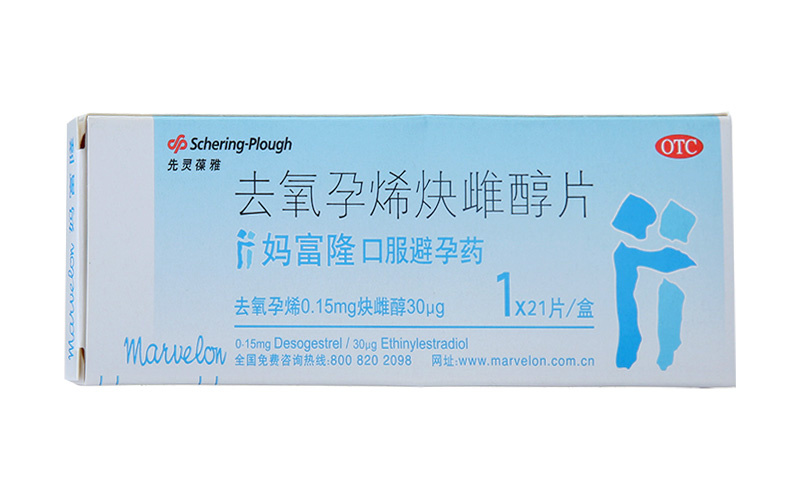 Schering-Plough
先灵葆雅
OTC
去氧孕烯炔雌醇片
妈富隆口服避孕药
去氧孕烯0.15mg炔雌醇30μg
1x21片/盒
Marvelon
0-15mg Desogestrel / 30μg Ethinylestradiol
全国免费咨询热线:800 820 2098 网址:www.marvelon.com.cn
Marvelon